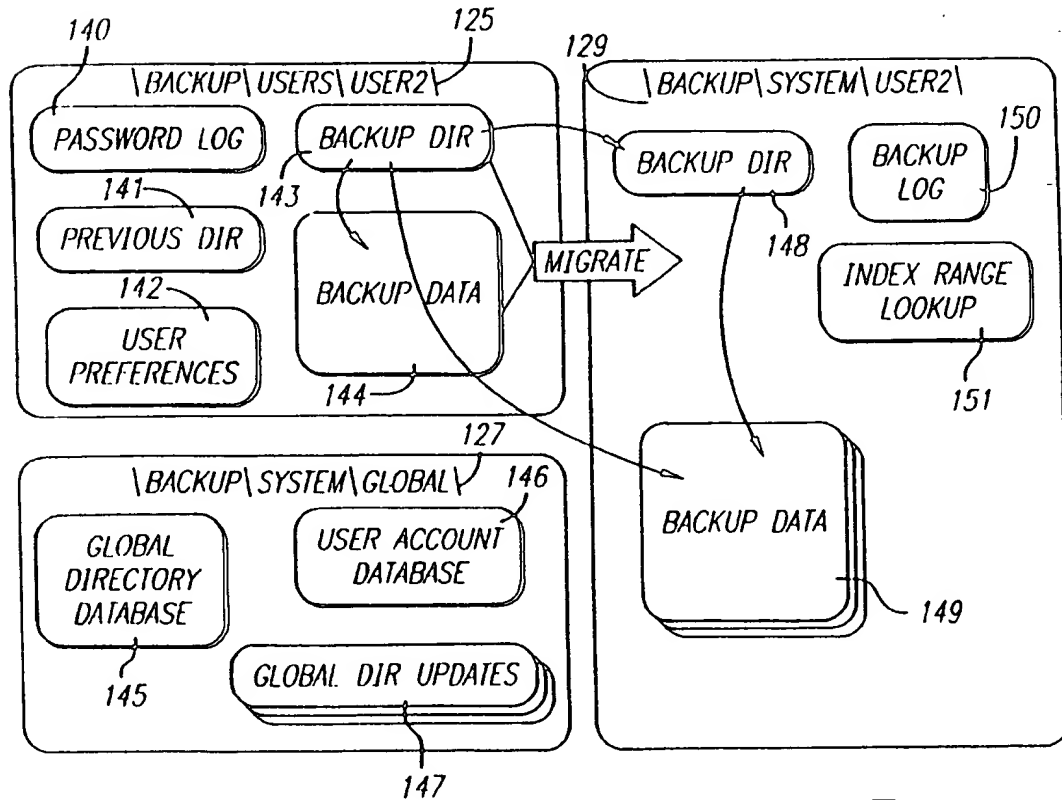 140
125
\BACKUP\USERS\USER2\
PASSWORD LOG
BACKUP DIR
143
141
PREVIOUS DIR
142
USER
PREFERENCES
BACKUP DATA
144
MIGRATE
129
\BACKUP\SYSTEM\USER2\
BACKUP DIR
148
BACKUP
LOG
150
INDEX RANGE
LOOKUP
151
BACKUP DATA
149
127
\BACKUP\SYSTEM\GLOBAL\
146
GLOBAL
DIRECTORY
DATABASE
145
USER ACCOUNT
DATABASE
GLOBAL DIR UPDATES
147